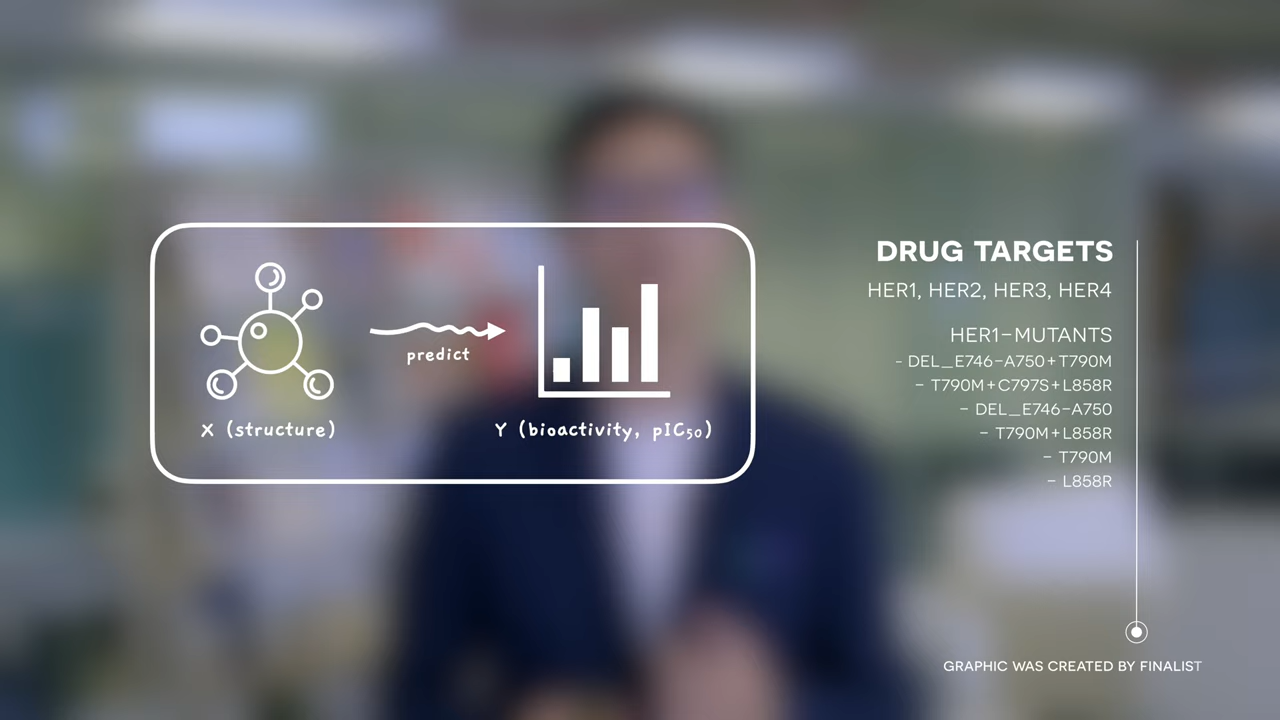 predict
X (structure)
Y (bioactivity, pIC₅₀)
DRUG TARGETS
HER1, HER2, HER3, HER4
HER1-MUTANTS
- DEL_E746-A750+T790M
- T790M+C797S+L858R
- DEL_E746-A750
- T790M+L858R
- T790M
- L858R
GRAPHIC WAS CREATED BY FINALIST